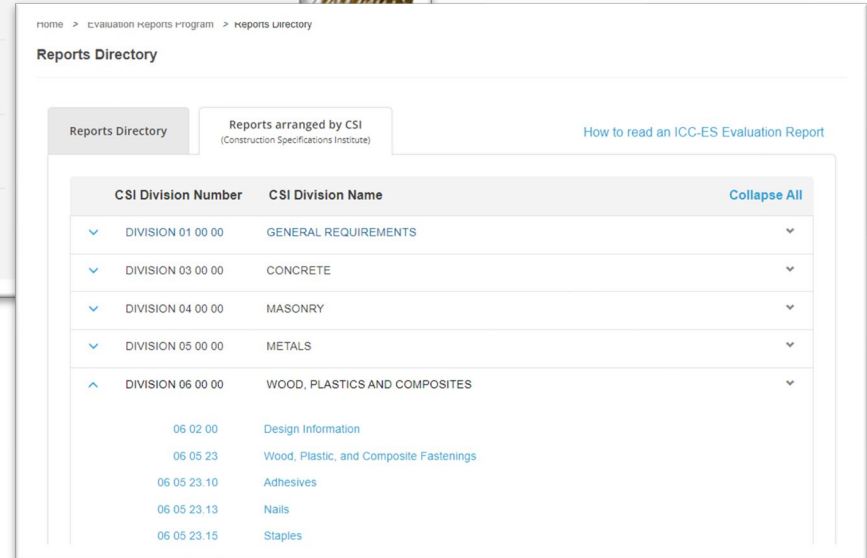 Home > Evaluation Reports Program > Reports Directory
Reports Directory
Reports Directory
Reports arranged by CSI
(Construction Specifications Institute)
How to read an ICC-ES Evaluation Report
CSI Division Number CSI Division Name Collapse All
DIVISION 01 00 00 GENERAL REQUIREMENTS
DIVISION 03 00 00 CONCRETE
DIVISION 04 00 00 MASONRY
DIVISION 05 00 00 METALS
DIVISION 06 00 00 WOOD, PLASTICS AND COMPOSITES
06 02 00 Design Information
06 05 23 Wood, Plastic, and Composite Fastenings
06 05 23.10 Adhesives
06 05 23.13 Nails
06 05 23.15 Staples